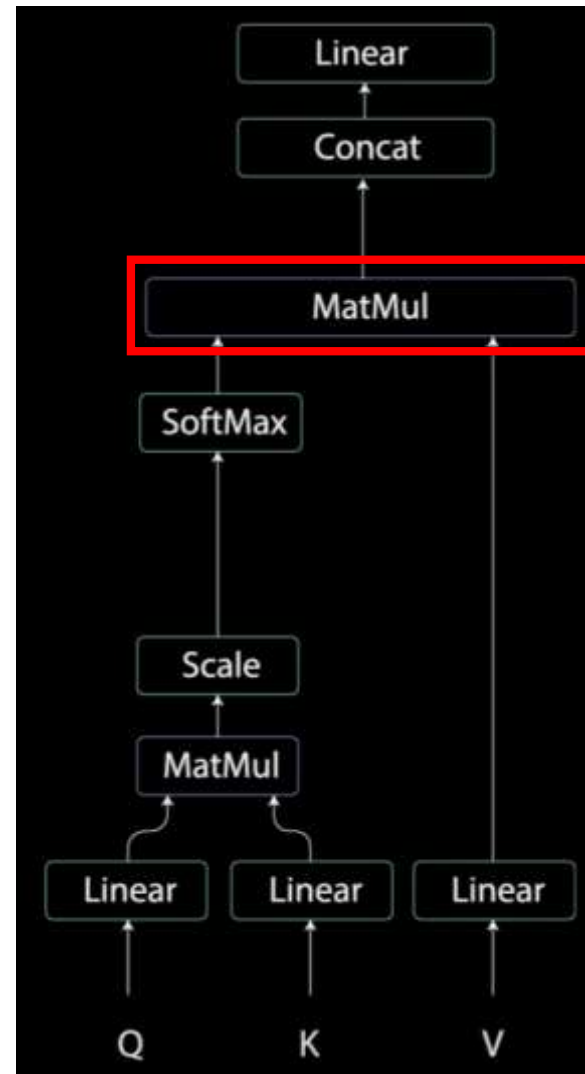 Linear
Concat
MatMul
SoftMax
Scale
MatMul
Linear Linear Linear
Q K V